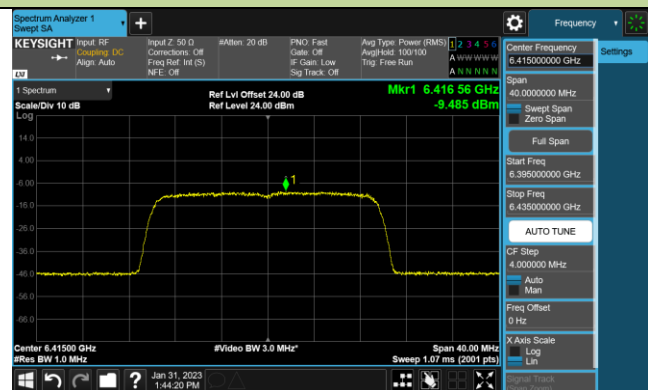 Spectrum Analyzer 1
Swept SA
Frequency
KEYSIGHT
Input: RF
Coupling: DC
Align: Auto
Input Z: 50 Ω
Corrections: Off
Freq Ref: Int (S)
NFE: Off
#Atten: 20 dB
PNO: Fast
Gate: Off
IF Gain: Low
Sig Track: Off
Avg Type: Power (RMS)
Avg|Hold: 100/100
Trig: Free Run
1 2 3 4 5 6
A W W W W W
A N N N N N
LXI
1 Spectrum
Scale/Div 10 dB
Log
Ref Lvl Offset 24.00 dB
Ref Level 24.00 dBm
Mkr1 6.416 56 GHz
-9.485 dBm
14.0
4.00
-6.00
-16.0
-26.0
-36.0
-46.0
-56.0
-66.0
1
Center 6.41500 GHz
#Res BW 1.0 MHz
#Video BW 3.0 MHz*
Span 40.00 MHz
Sweep 1.07 ms (2001 pts)
Jan 31, 2023
1:44:20 PM
Center Frequency
6.415000000 GHz
Settings
Span
40.0000000 MHz
Swept Span
Zero Span
Full Span
Start Freq
6.395000000 GHz
Stop Freq
6.435000000 GHz
AUTO TUNE
CF Step
4.000000 MHz
Auto
Man
Freq Offset
0 Hz
X Axis Scale
Log
Lin
Signal Track
(Span Zoom)